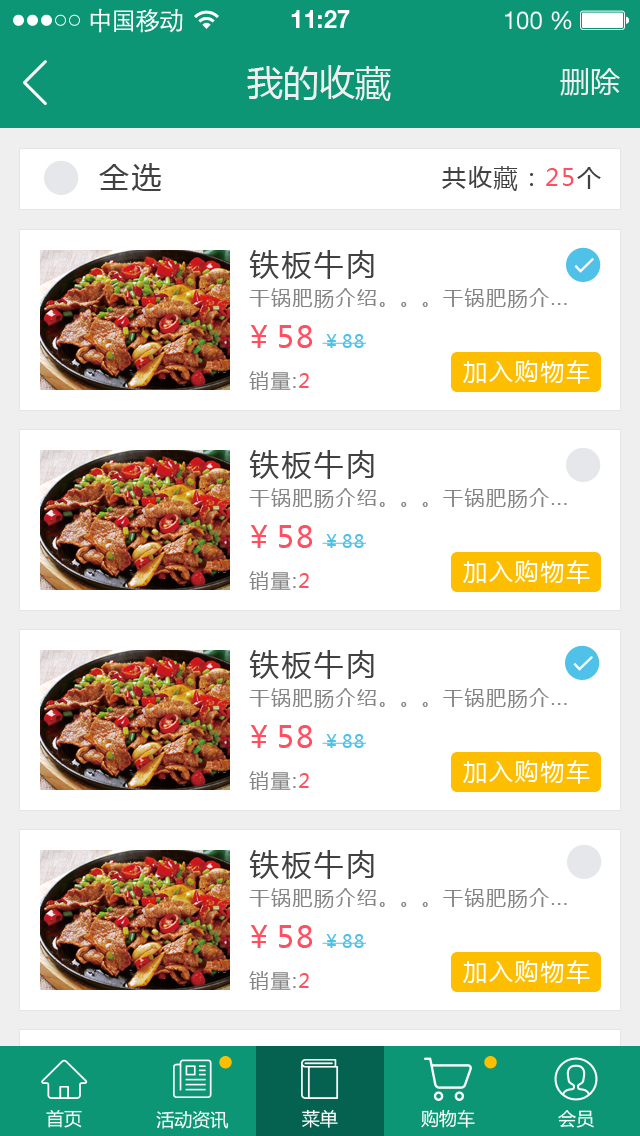 中国移动 11:27 100 %
我的收藏 删除
全选 共收藏：25个
铁板牛肉
干锅肥肠介绍。。。干锅肥肠介...
￥58 ￥88
销量:2 加入购物车
铁板牛肉
干锅肥肠介绍。。。干锅肥肠介...
￥58 ￥88
销量:2 加入购物车
铁板牛肉
干锅肥肠介绍。。。干锅肥肠介...
￥58 ￥88
销量:2 加入购物车
铁板牛肉
干锅肥肠介绍。。。干锅肥肠介...
￥58 ￥88
销量:2 加入购物车
首页 活动资讯 菜单 购物车 会员